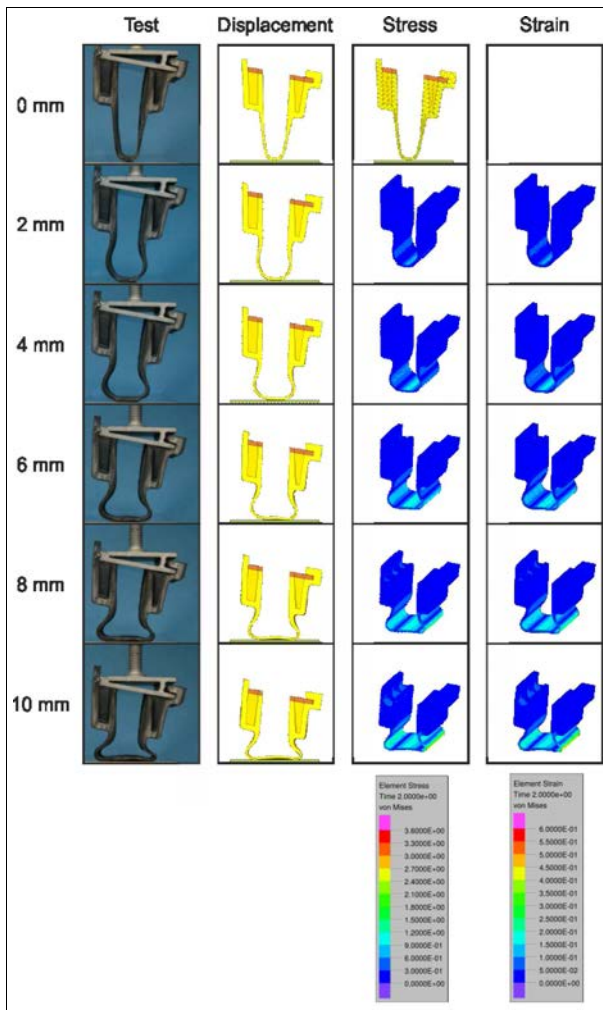 Test Displacement Stress Strain
0 mm
2 mm
4 mm
6 mm
8 mm
10 mm
Element Stress
Time 2.0000e+00
von Mises
3.6000E+00
3.3000E+00
3.0000E+00
2.7000E+00
2.4000E+00
2.1000E+00
1.8000E+00
1.5000E+00
1.2000E+00
9.0000E-01
6.0000E-01
3.0000E-01
0.0000E+00
Element Strain
Time 2.0000e+00
von Mises
6.0000E-01
5.5000E-01
5.0000E-01
4.5000E-01
4.0000E-01
3.5000E-01
3.0000E-01
2.5000E-01
2.0000E-01
1.5000E-01
1.0000E-01
5.0000E-02
0.0000E+00